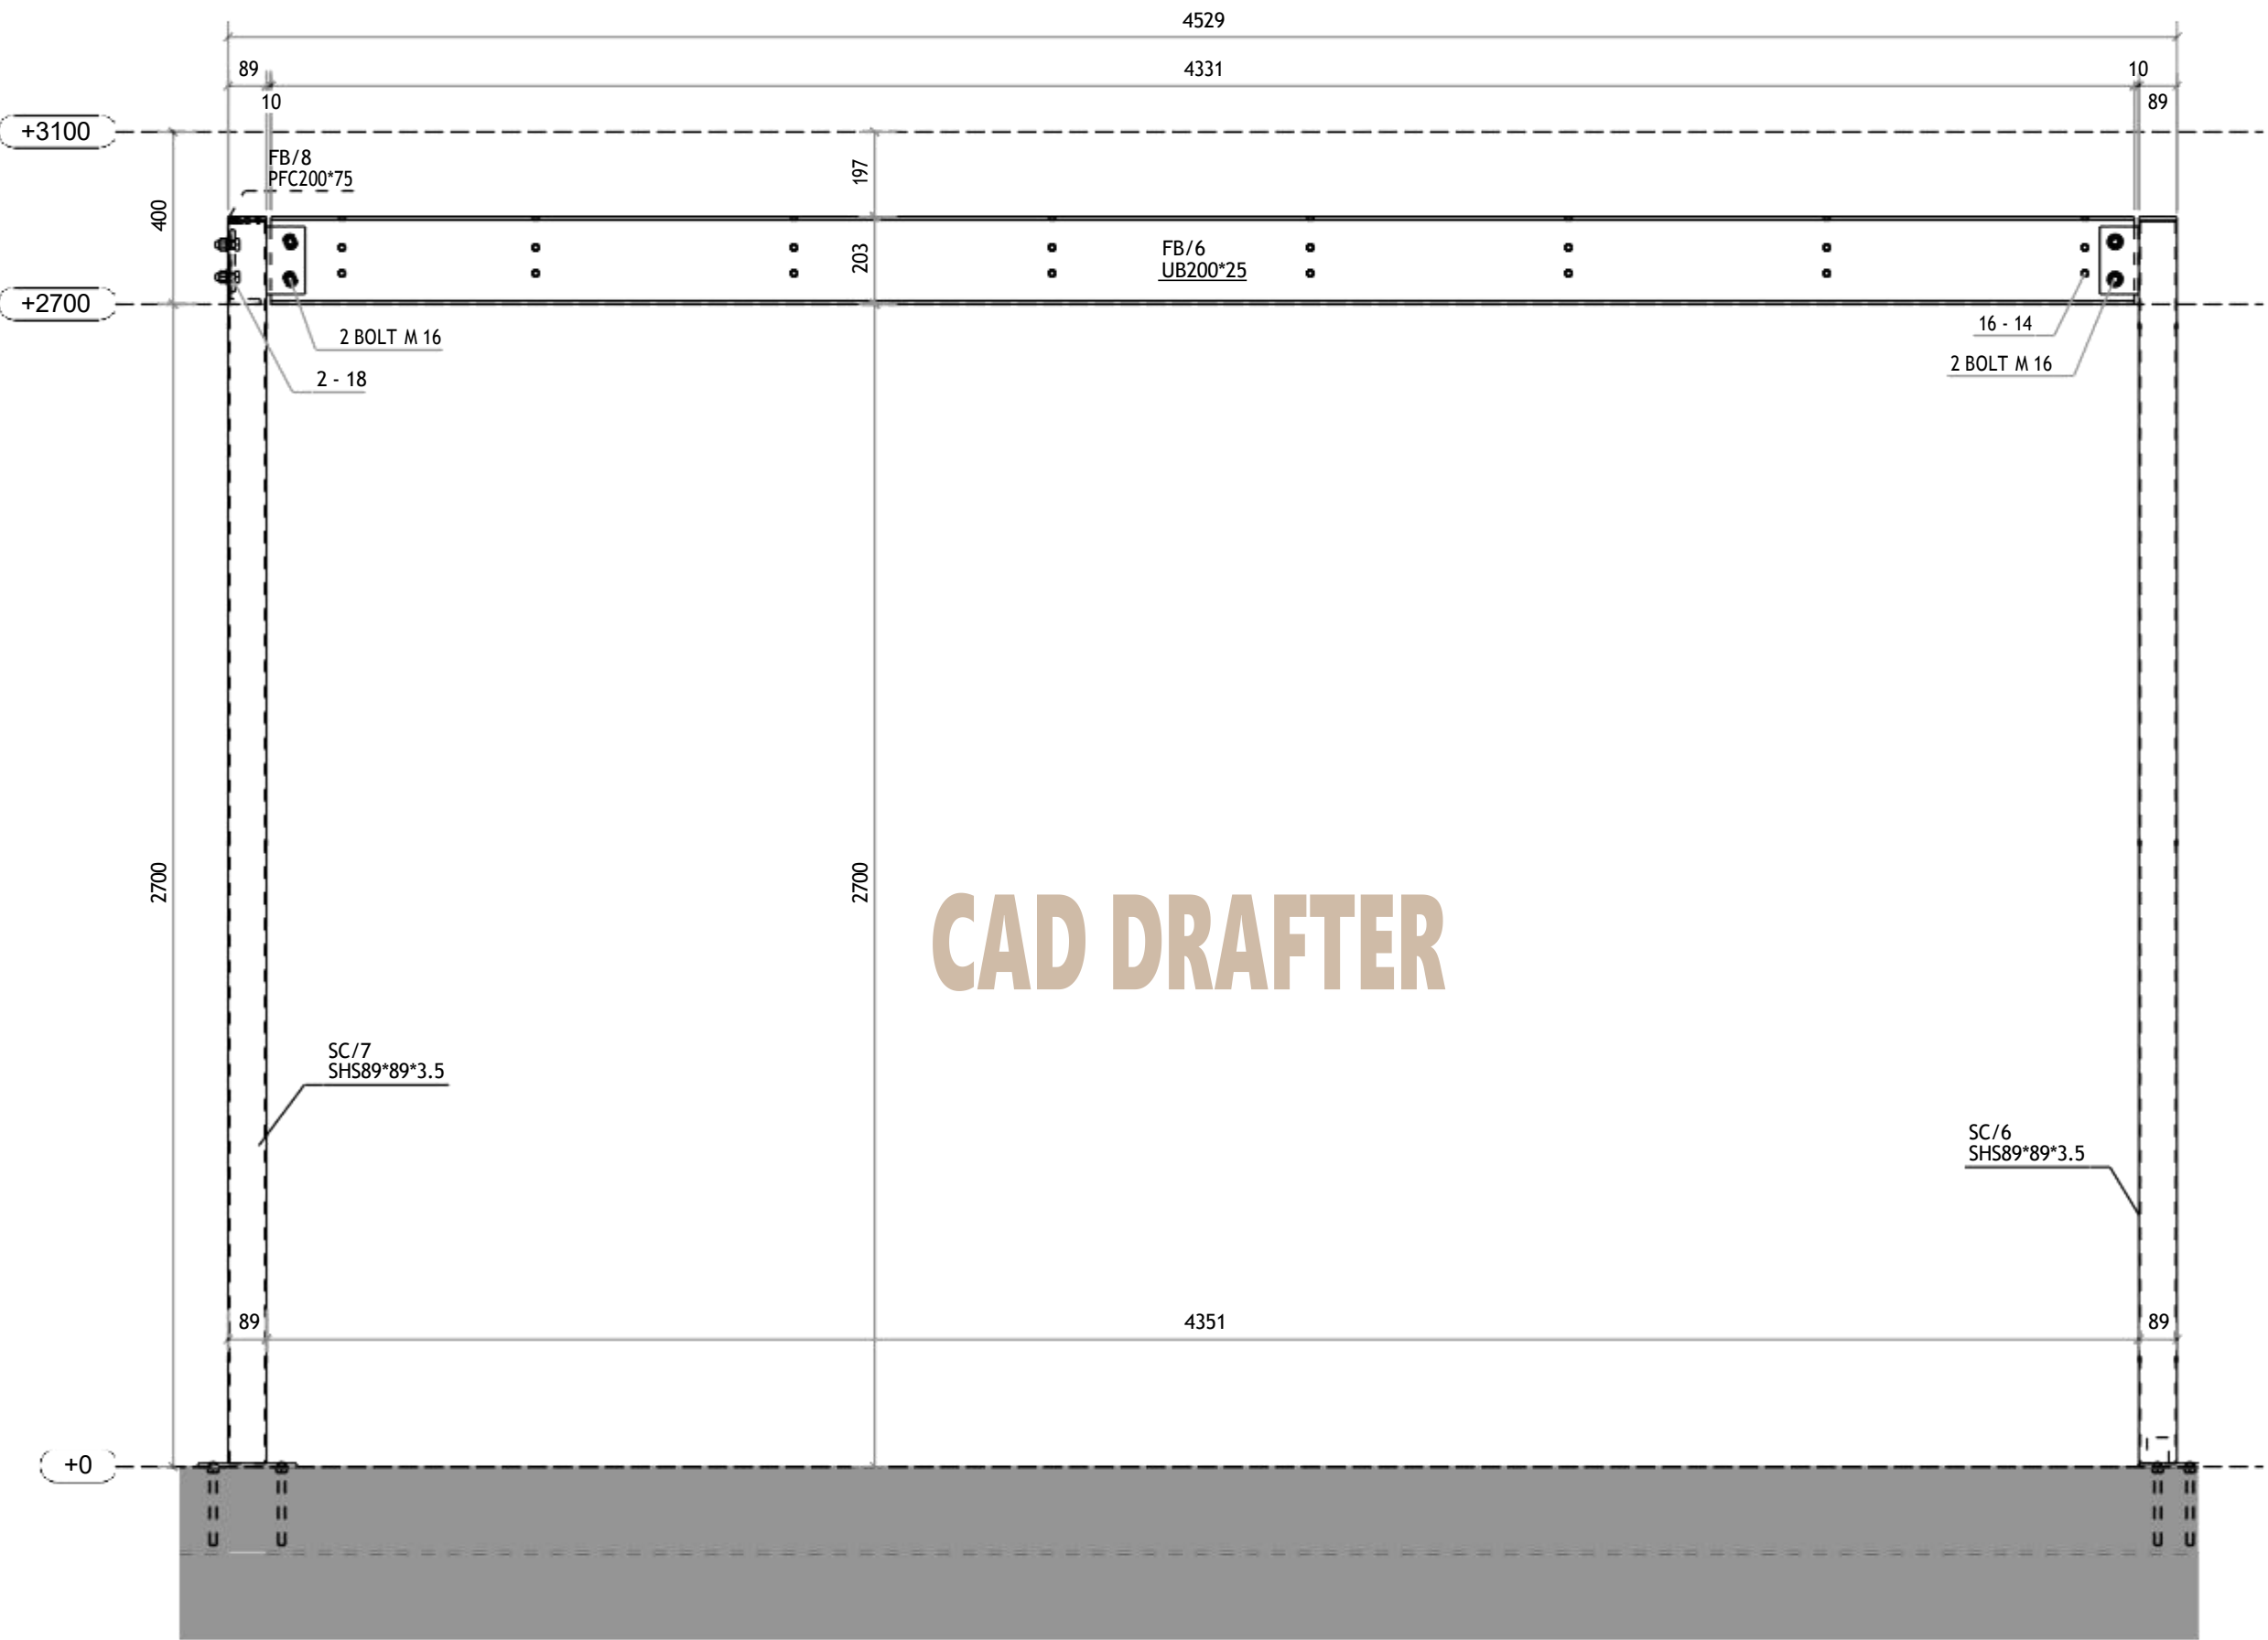 4529
89
4331
10
10
89
+3100
FB/8
PFC200*75
197
400
203
FB/6
UB200*25
+2700
2 BOLT M 16
16 - 14
2 - 18
2 BOLT M 16
2700
2700
CAD DRAFTER
SC/7
SHS89*89*3.5
SC/6
SHS89*89*3.5
89
4351
89
+0